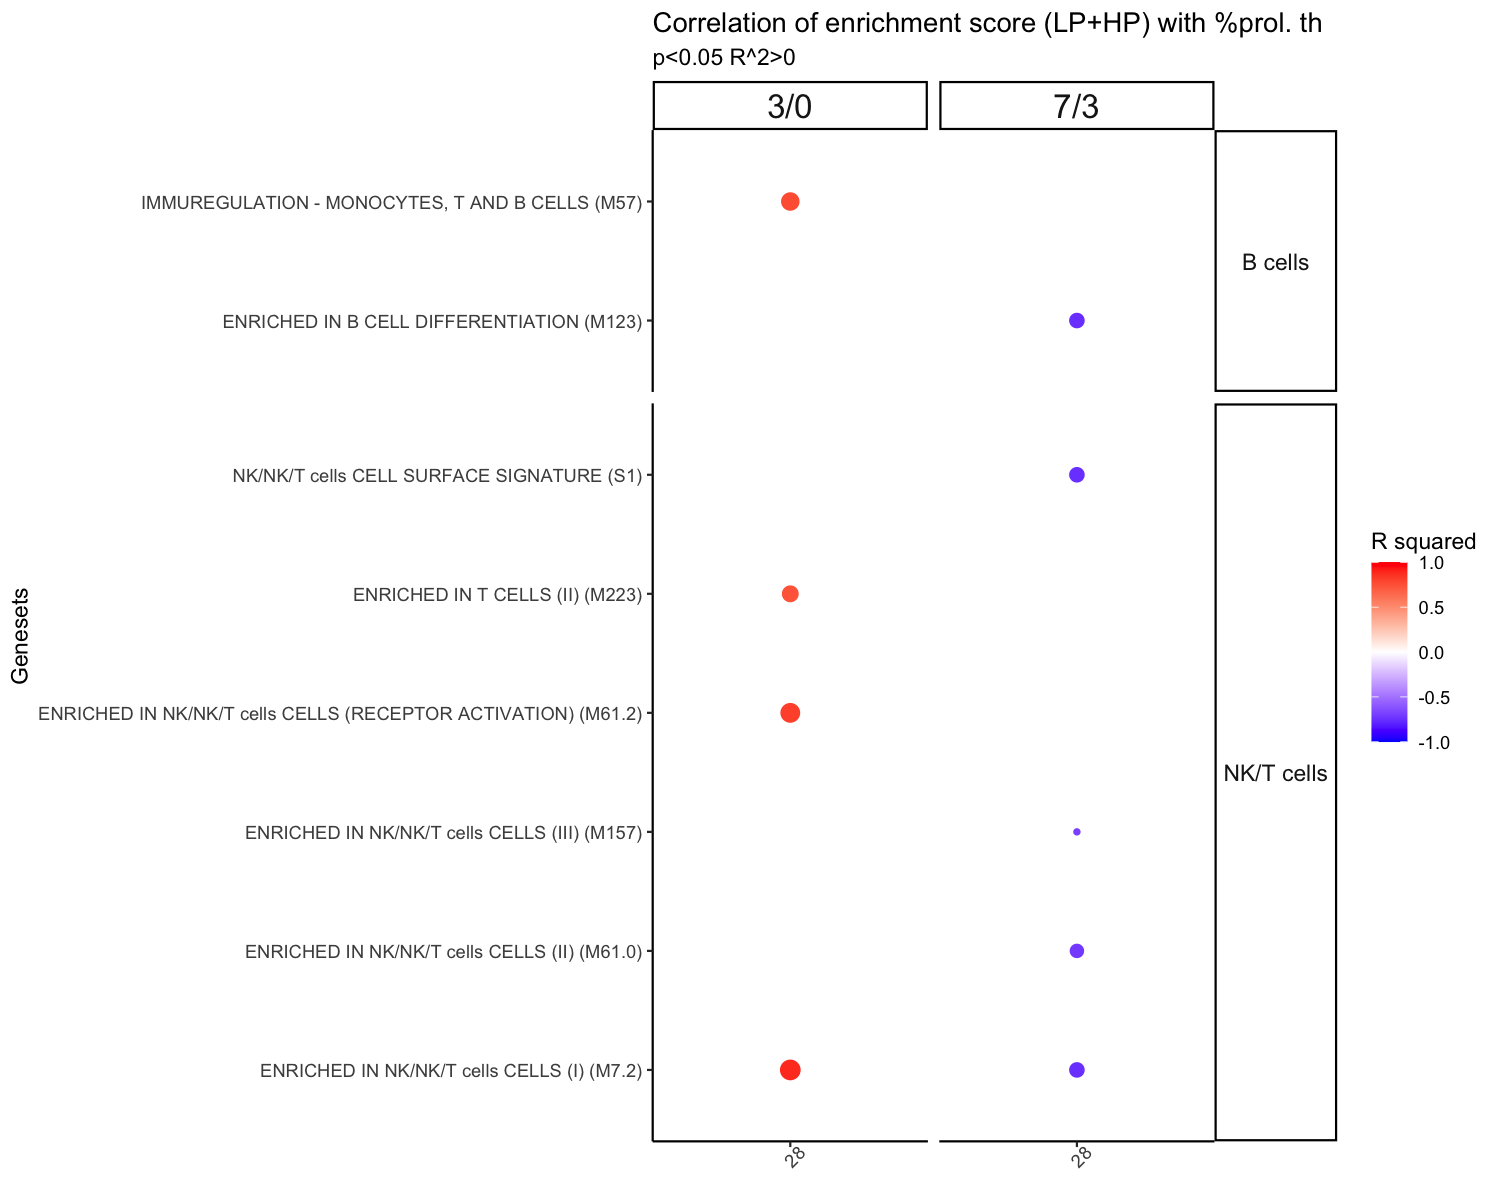 Correlation of enrichment score (LP+HP) with %prol. th
p<0.05 R^2>0
3/0
7/3
IMMUREGULATION - MONOCYTES, T AND B CELLS (M57)
ENRICHED IN B CELL DIFFERENTIATION (M123)
B cells
NK/NK/T cells CELL SURFACE SIGNATURE (S1)
ENRICHED IN T CELLS (II) (M223)
ENRICHED IN NK/NK/T cells CELLS (RECEPTOR ACTIVATION) (M61.2)
ENRICHED IN NK/NK/T cells CELLS (III) (M157)
ENRICHED IN NK/NK/T cells CELLS (II) (M61.0)
ENRICHED IN NK/NK/T cells CELLS (I) (M7.2)
NK/T cells
Genesets
28
28
R squared
1.0
0.5
0.0
-0.5
-1.0